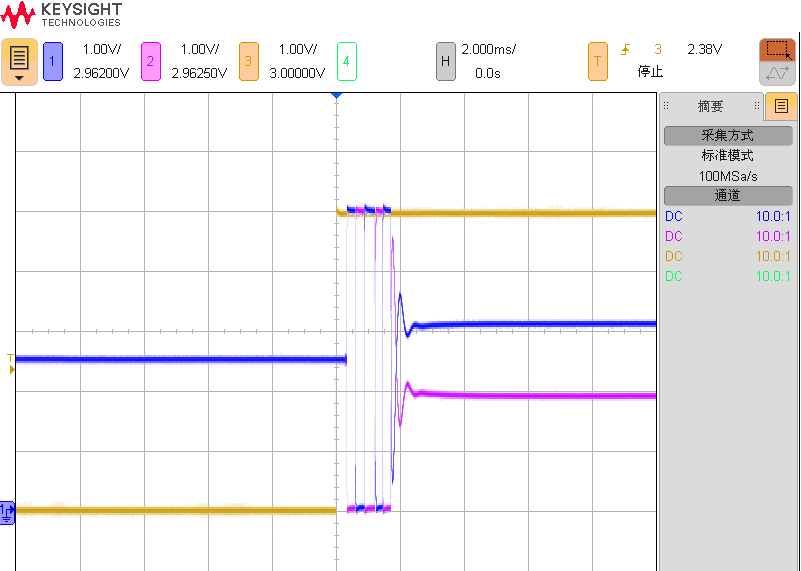 KEYSIGHT
TECHNOLOGIES
1 1.00V/ 2 1.00V/ 3 1.00V/ 4 H 2.000ms/ T 3 2.38V
2.96200V 2.96250V 3.00000V 0.0s 停止
摘要
采集方式
标准模式
100MSa/s
通道
DC 10.0:1
DC 10.0:1
DC 10.0:1
DC 10.0:1
T
1